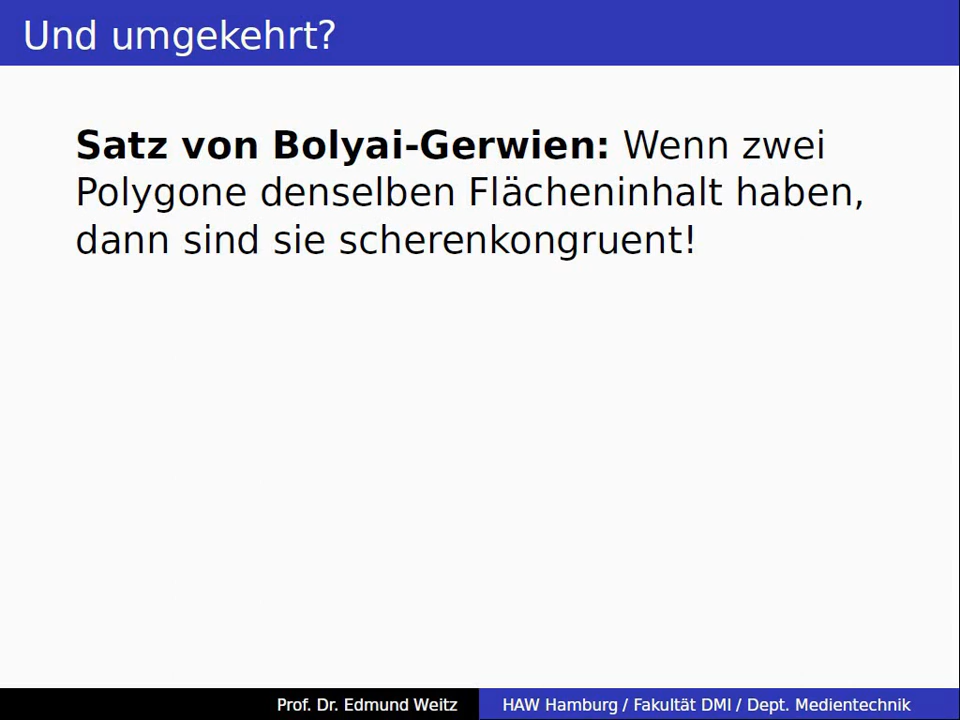 Und umgekehrt?
Satz von Bolyai-Gerwien: Wenn zwei
Polygone denselben Flächeninhalt haben,
dann sind sie scherenkongruent!
Prof. Dr. Edmund Weitz
HAW Hamburg / Fakultät DMI / Dept. Medientechnik